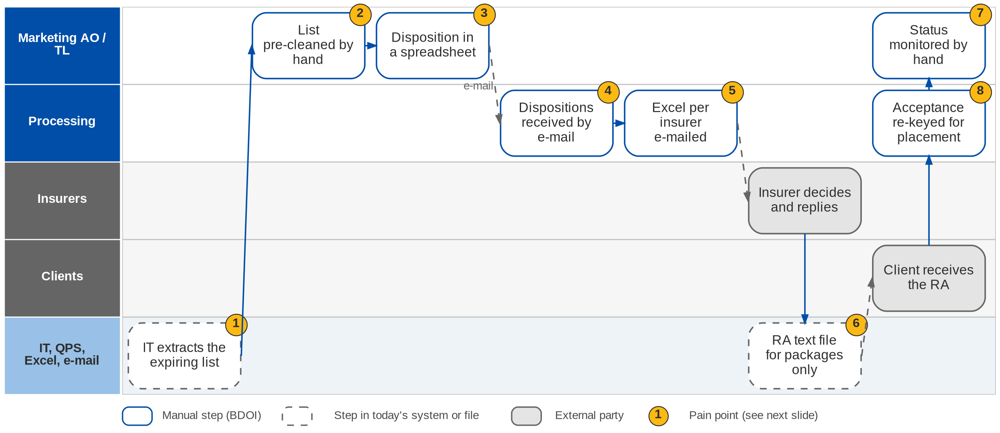 Marketing AO /
TL
2
List
pre-cleaned by
hand
3
Disposition in
a spreadsheet
7
Status
monitored by
hand
e-mail
Processing
4
Dispositions
received by
e-mail
5
Excel per
insurer
e-mailed
8
Acceptance
re-keyed for
placement
Insurers
Insurer decides
and replies
Clients
Client receives
the RA
IT, QPS,
Excel, e-mail
1
IT extracts the
expiring list
6
RA text file
for packages
only
Manual step (BDOI)
Step in today's system or file
External party
1
Pain point (see next slide)